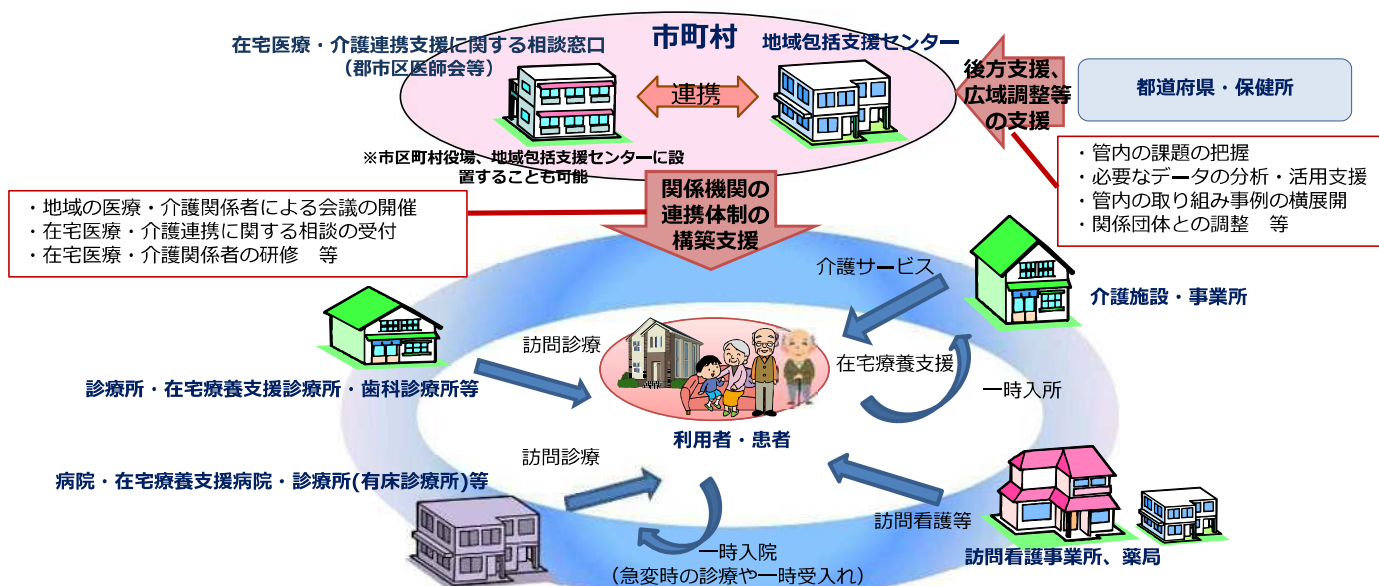 市町村
在宅医療・介護連携支援に関する相談窓口
(郡市区医師会等)
地域包括支援センター
連携
※市区町村役場、地域包括支援センターに設
置することも可能
後方支援、
広域調整等
の支援
都道府県・保健所
・管内の課題の把握
・必要なデータの分析・活用支援
・管内の取り組み事例の横展開
・関係団体との調整 等
関係機関の
連携体制の
構築支援
・地域の医療・介護関係者による会議の開催
・在宅医療・介護連携に関する相談の受付
・在宅医療・介護関係者の研修 等
介護サービス
介護施設・事業所
訪問診療
在宅療養支援
一時入所
診療所・在宅療養支援診療所・歯科診療所等
利用者・患者
訪問診療
病院・在宅療養支援病院・診療所(有床診療所)等
訪問看護等
訪問看護事業所、薬局
一時入院
(急変時の診療や一時受入れ)